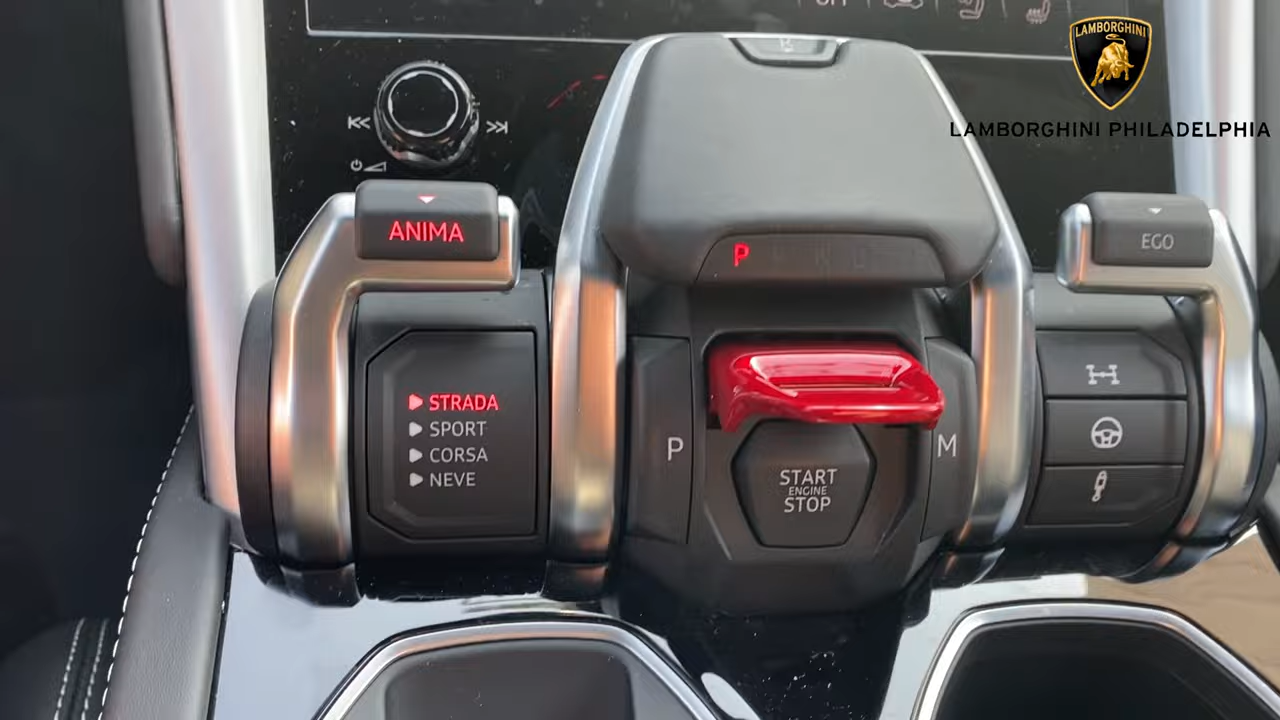 LAMBORGHINI
LAMBORGHINI PHILADELPHIA
ANIMA
P
EGO
STRADA
SPORT
CORSA
NEVE
P
M
START
ENGINE
STOP